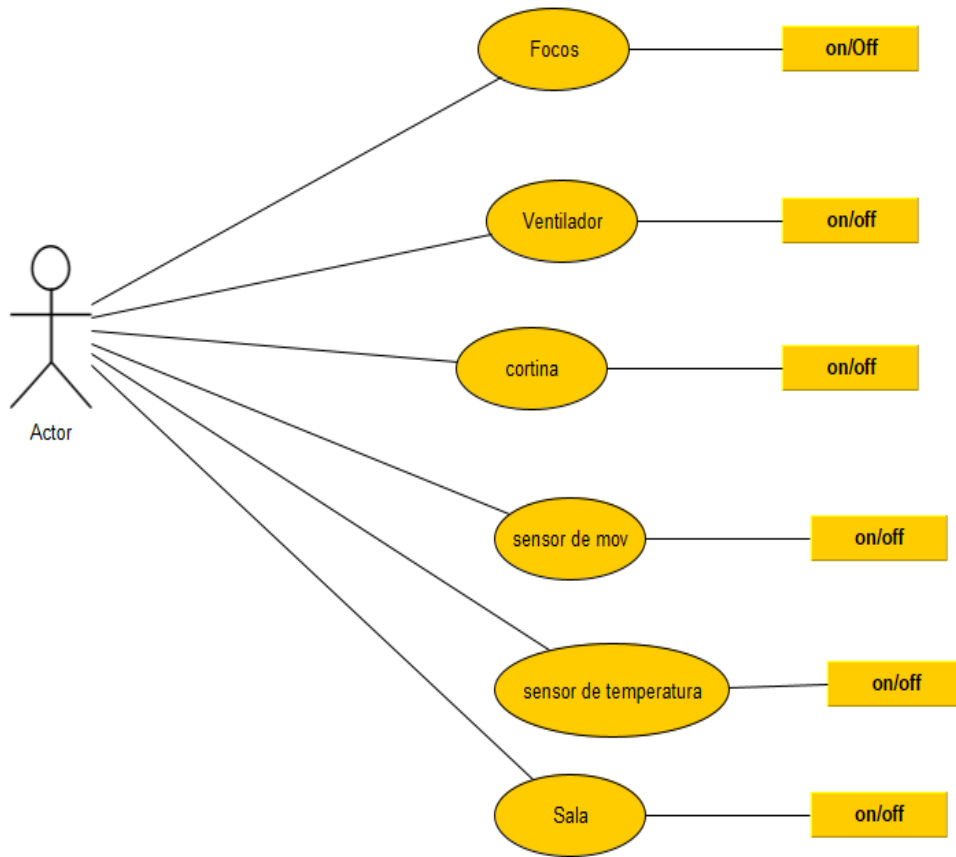 Focos
on/Off
Ventilador
on/off
cortina
on/off
Actor
sensor de mov
on/off
sensor de temperatura
on/off
Sala
on/off